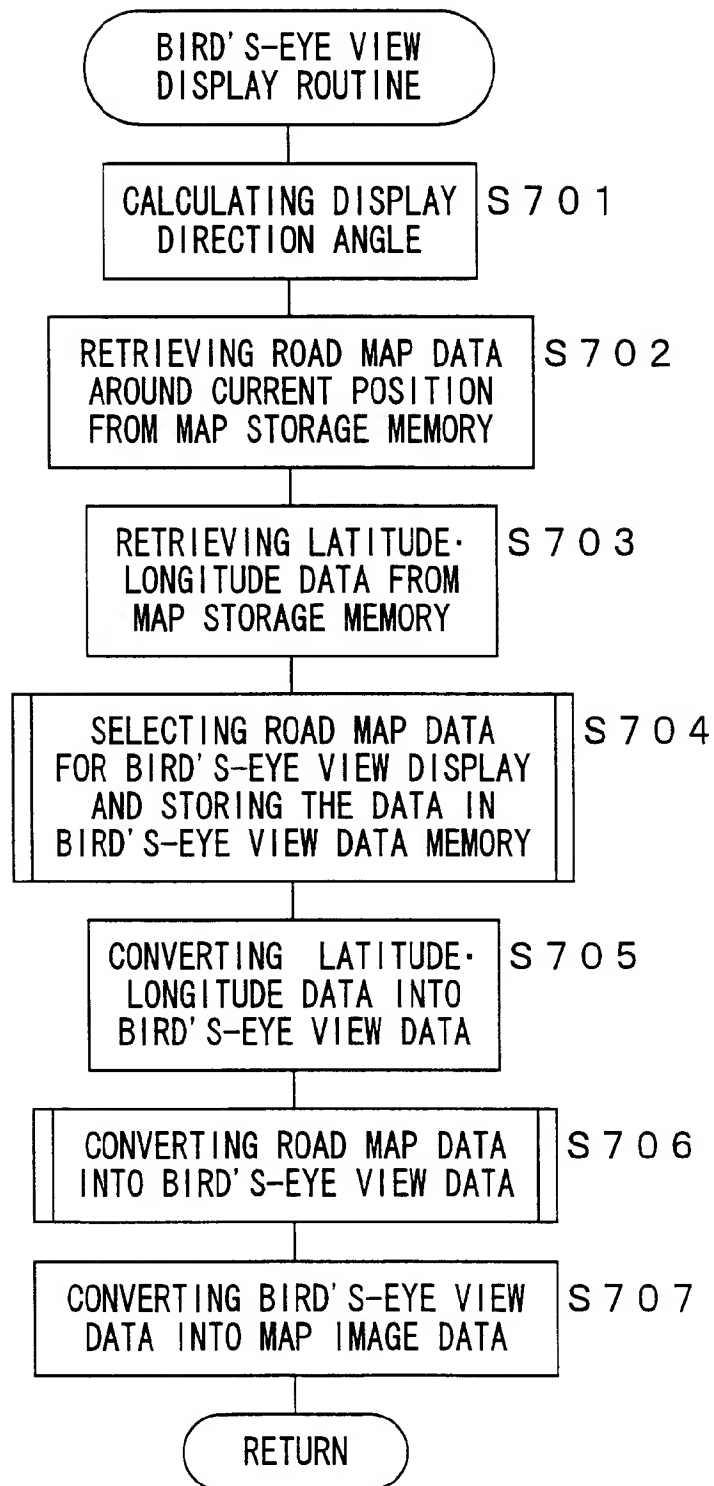 BIRD'S-EYE VIEW
DISPLAY ROUTINE
CALCULATING DISPLAY
DIRECTION ANGLE
S701
RETRIEVING ROAD MAP DATA
AROUND CURRENT POSITION
FROM MAP STORAGE MEMORY
S702
RETRIEVING LATITUDE·
LONGITUDE DATA FROM
MAP STORAGE MEMORY
S703
SELECTING ROAD MAP DATA
FOR BIRD'S-EYE VIEW DISPLAY
AND STORING THE DATA IN
BIRD'S-EYE VIEW DATA MEMORY
S704
CONVERTING LATITUDE·
LONGITUDE DATA INTO
BIRD'S-EYE VIEW DATA
S705
CONVERTING ROAD MAP DATA
INTO BIRD'S-EYE VIEW DATA
S706
CONVERTING BIRD'S-EYE VIEW
DATA INTO MAP IMAGE DATA
S707
RETURN